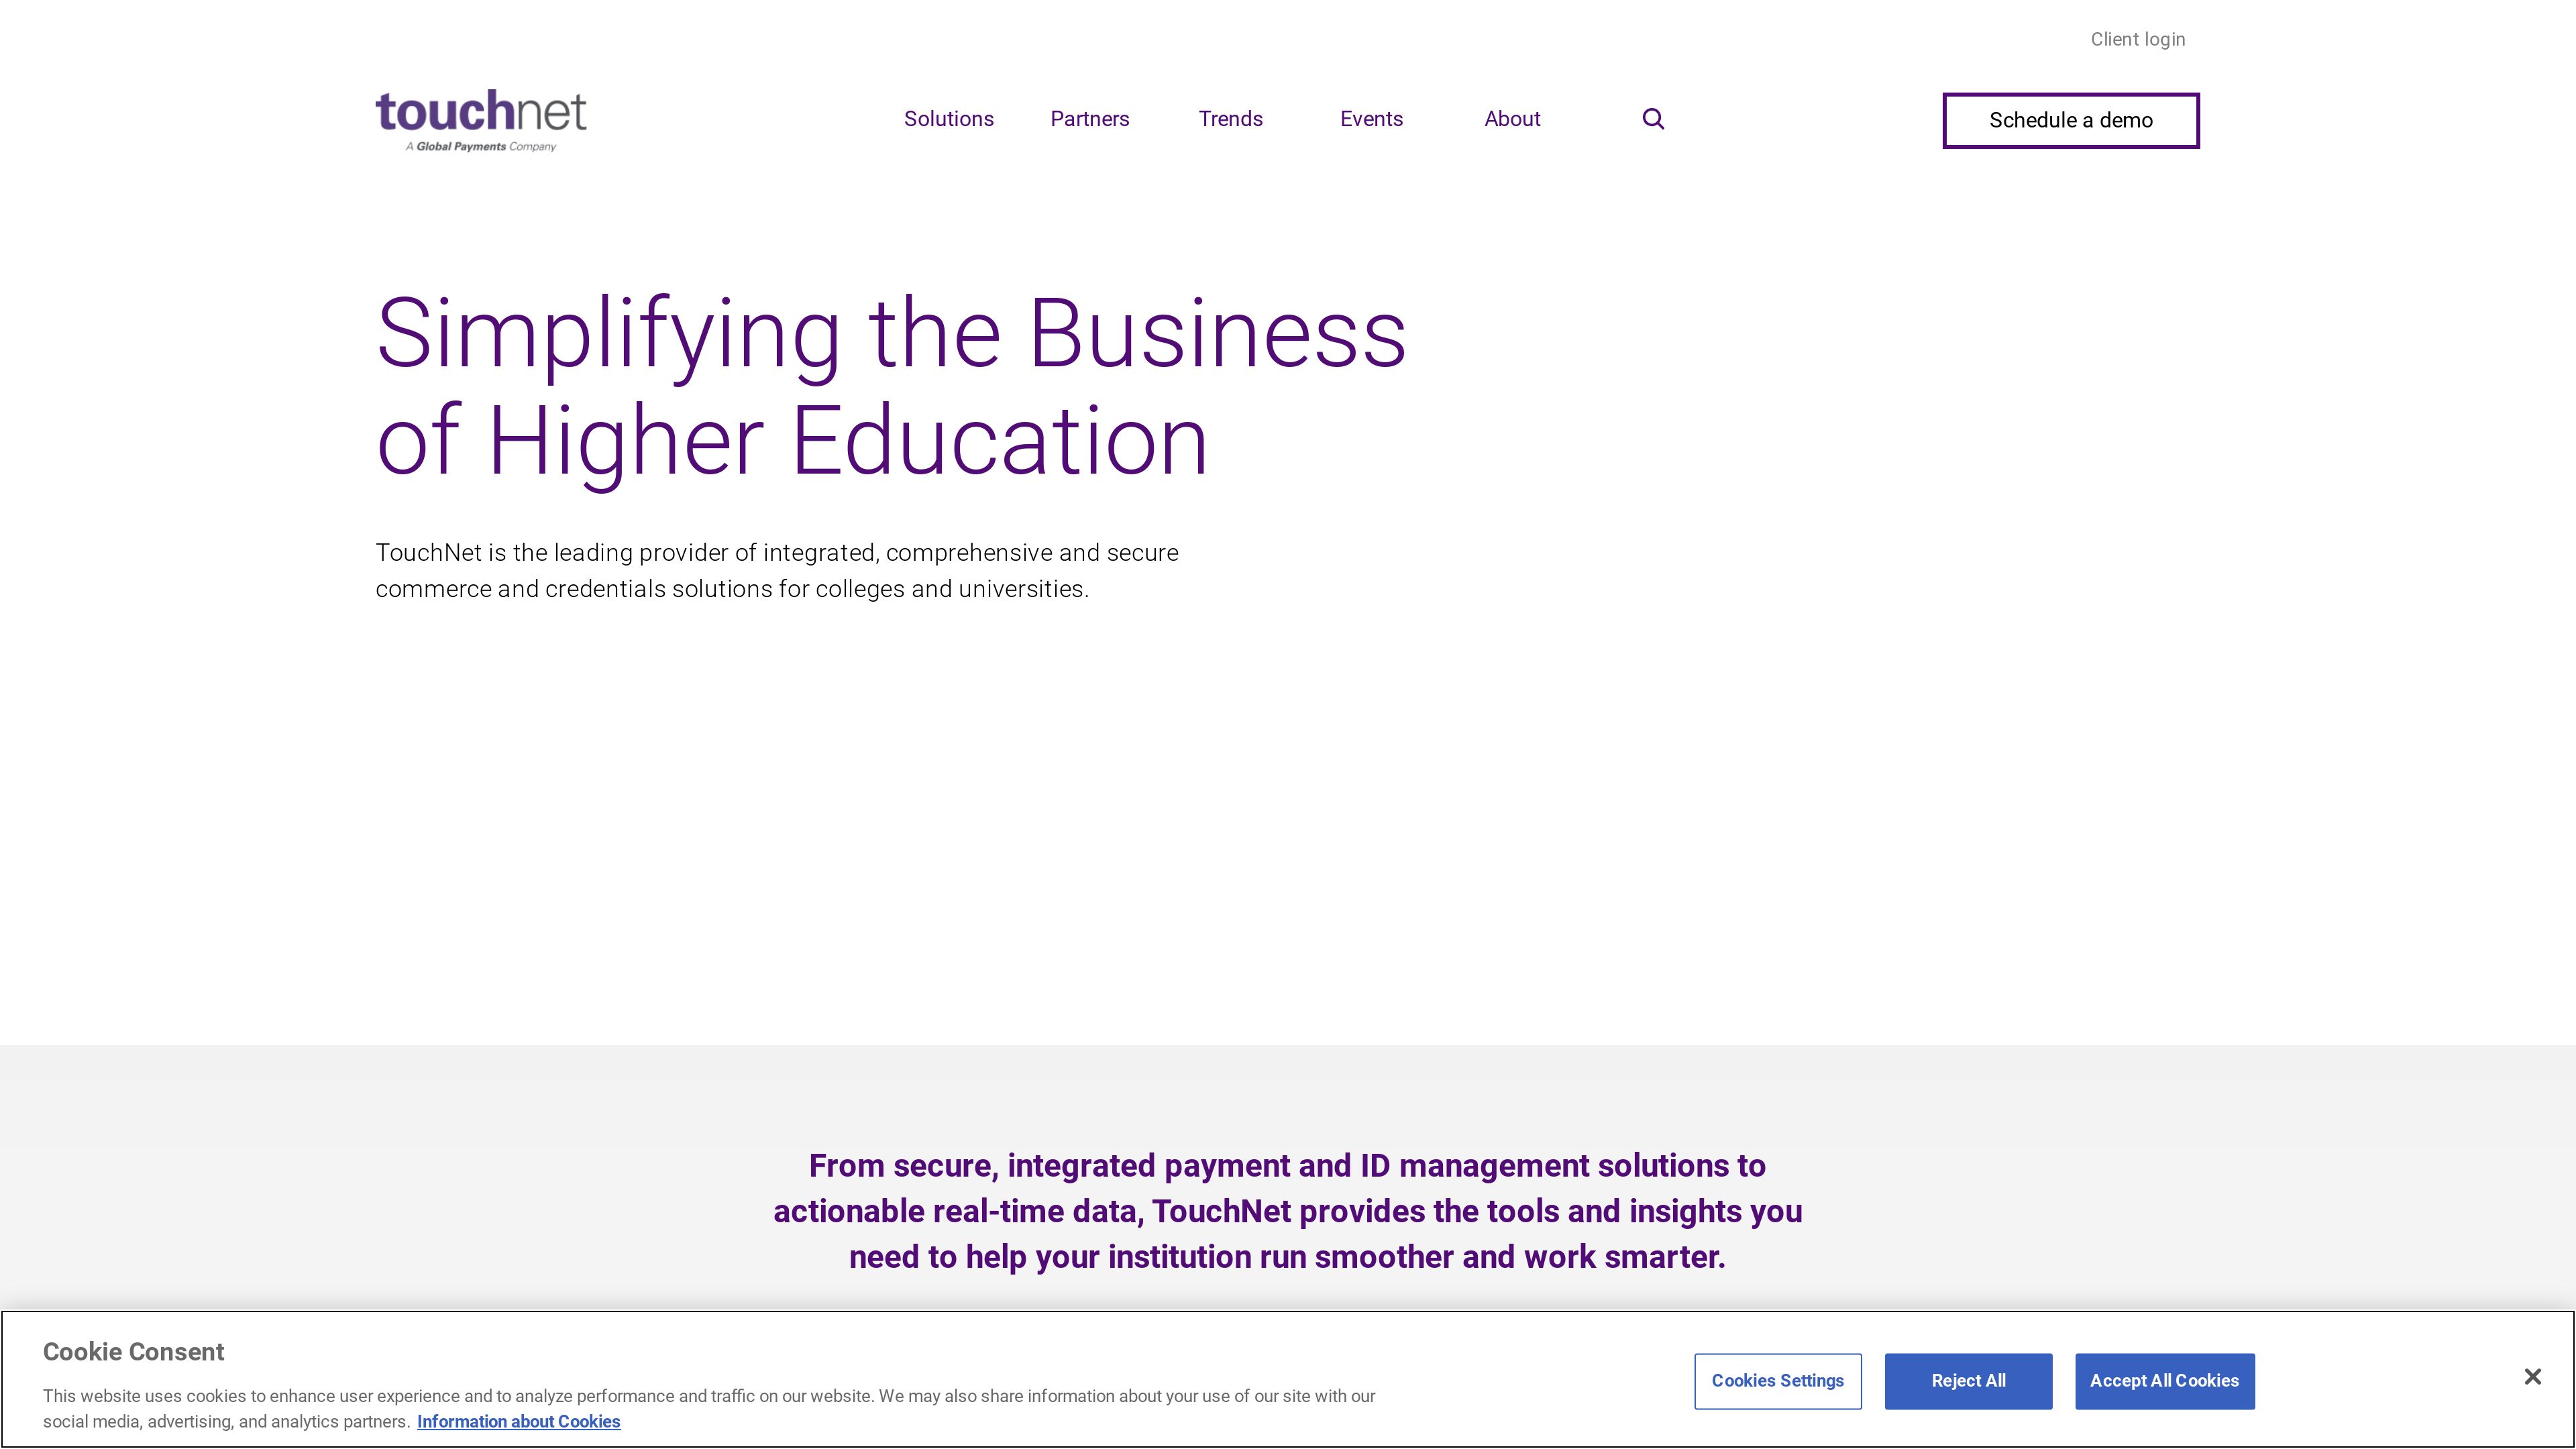 Client login
touchnet
A Global Payments Company
Solutions
Partners
Trends
Events
About
Schedule a demo
Simplifying the Business
of Higher Education
TouchNet is the leading provider of integrated, comprehensive and secure
commerce and credentials solutions for colleges and universities.
From secure, integrated payment and ID management solutions to
actionable real-time data, TouchNet provides the tools and insights you
need to help your institution run smoother and work smarter.
Cookie Consent
This website uses cookies to enhance user experience and to analyze performance and traffic on our website. We may also share information about your use of our site with our
social media, advertising, and analytics partners. Information about Cookies
Cookies Settings
Reject All
Accept All Cookies